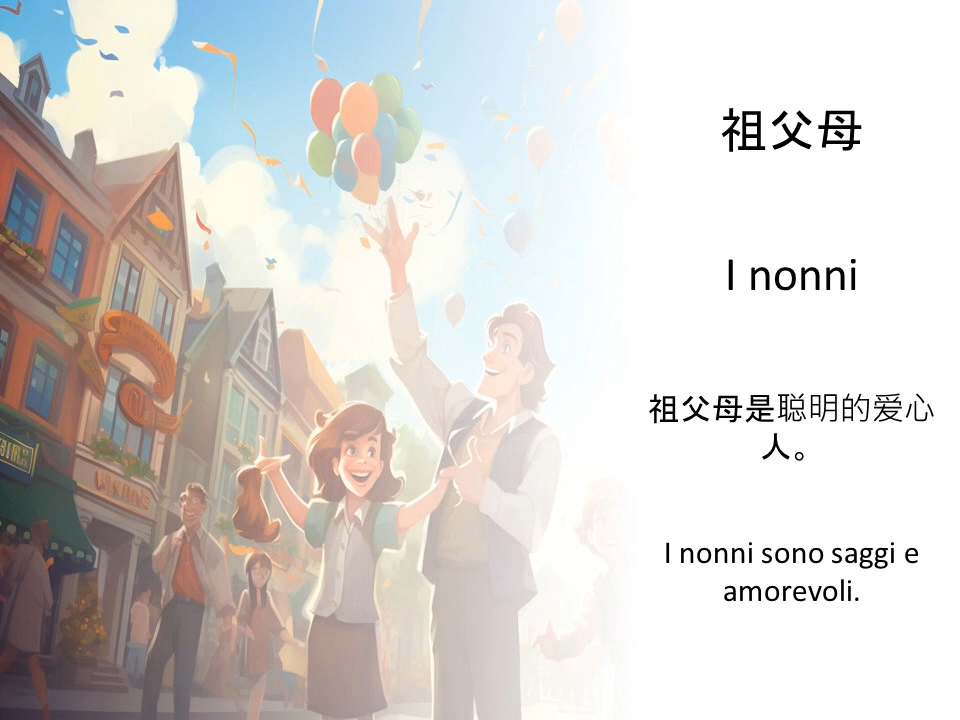 祖父母
I nonni
祖父母是聪明的爱心
人。
I nonni sono saggi e
amorevoli.